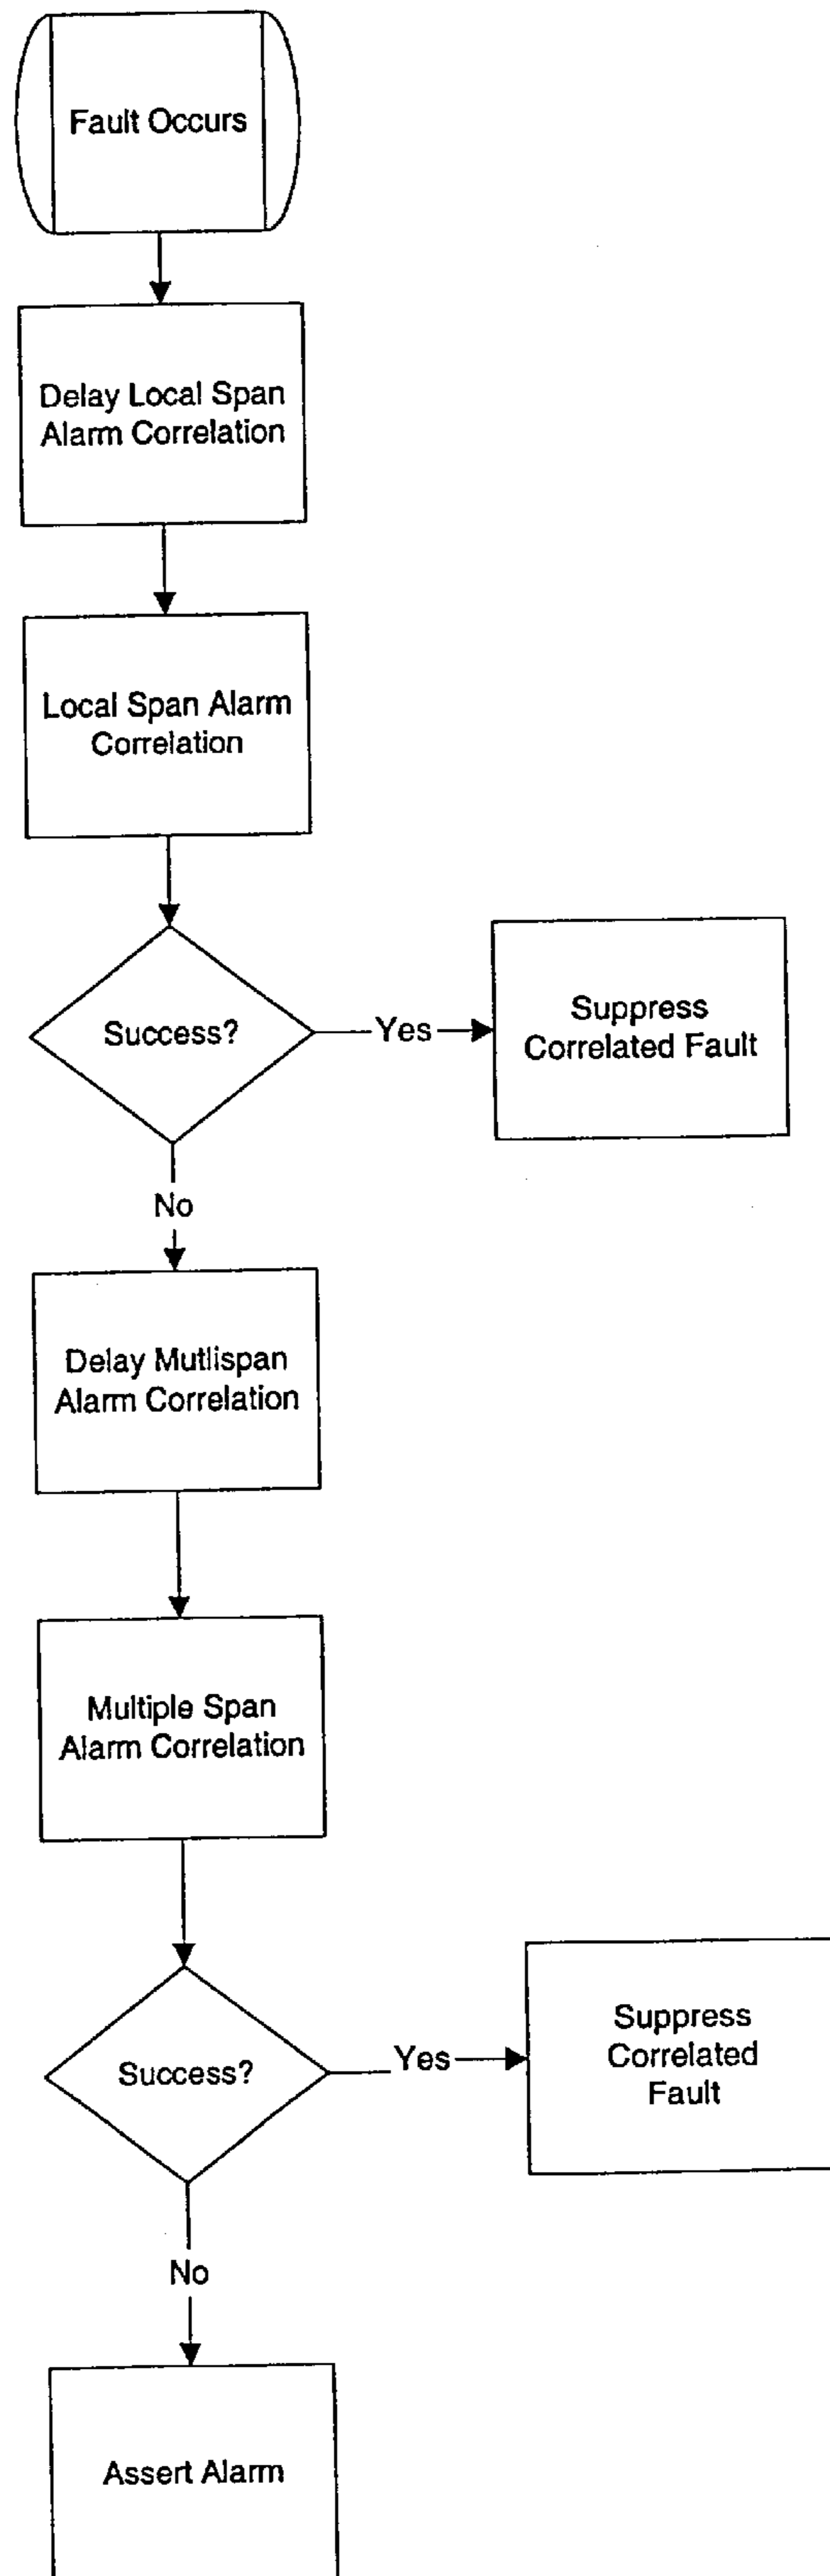 Fault Occurs
Delay Local Span
Alarm Correlation
Local Span Alarm
Correlation
Success?
Yes
Suppress
Correlated Fault
No
Delay Mutlispan
Alarm Correlation
Multiple Span
Alarm Correlation
Success?
Yes
Suppress
Correlated
Fault
No
Assert Alarm